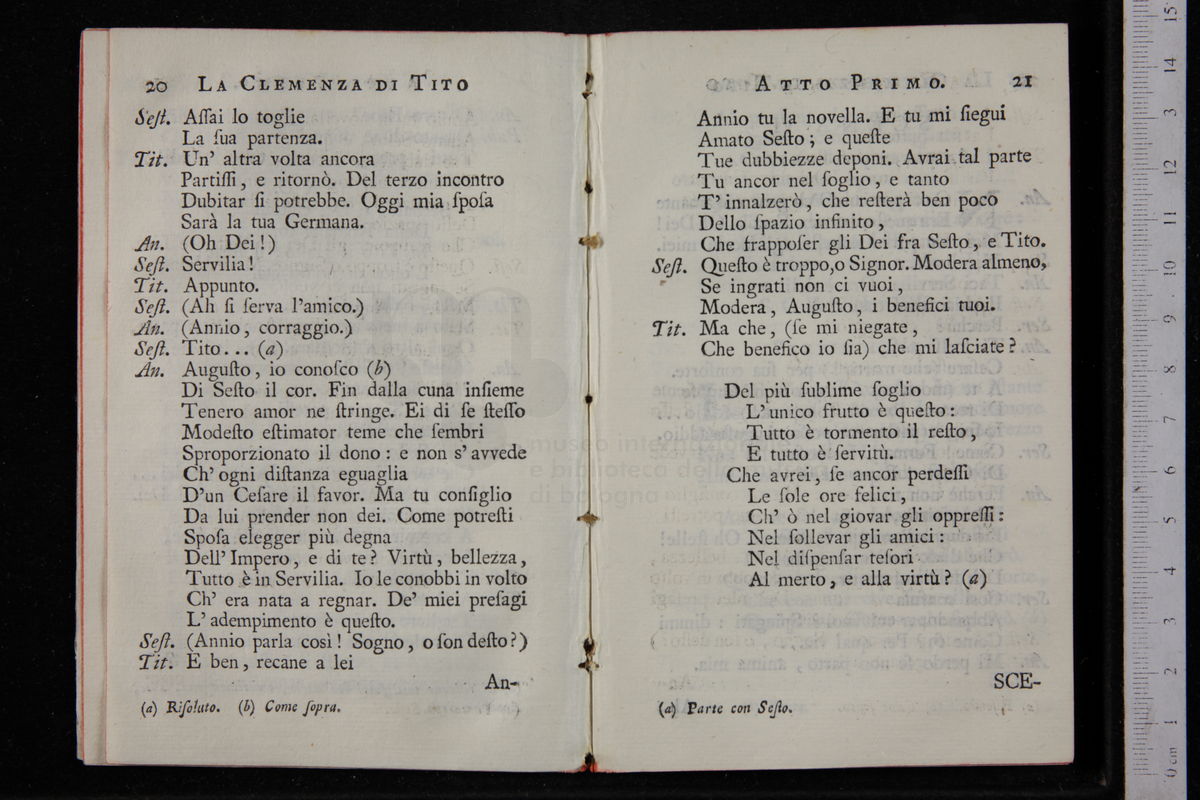 20 LA CLEMENZA DI TITO
Seſt. Aſſai lo toglie
La ſua partenza.
Tit. Un' altra volta ancora
Partiſſi, e ritornò. Del terzo incontro
Dubitar ſi potrebbe. Oggi mia ſpoſa
Sarà la tua Germana.
An. (Oh Dei!)
Seſt. Servilia!
Tit. Appunto.
Seſt. (Ah ſi ſerva l'amico.)
An. (Annio, corraggio.)
Seſt. Tito... (a)
An. Auguſto, io conoſco (b)
Di Seſto il cor. Fin dalla cuna inſieme
Tenero amor ne ſtringe. Ei di ſe ſteſſo
Modeſto eſtimator teme che ſembri
Sproporzionato il dono: e non s'avvede
Ch' ogni diſtanza eguaglia
D'un Ceſare il favor. Ma tu conſiglio
Da lui prender non dei. Come potreſti
Spoſa elegger più degna
Dell' Impero, e di te? Virtù, bellezza,
Tutto è in Servilia. Io le conobbi in volto
Ch' era nata a regnar. De' miei preſagi
L' adempimento è queſto.
Seſt. (Annio parla così! Sogno, o ſon deſto?)
Tit. E ben, recane a lei
An-
(a) Riſoluto. (b) Come ſopra.
ATTO PRIMO. 21
Annio tu la novella. E tu mi ſiegui
Amato Seſto; e queſte
Tue dubbiezze deponi. Avrai tal parte
Tu ancor nel ſoglio, e tanto
T' innalzerò, che reſterà ben poco
Dello ſpazio infinito,
Che frappoſer gli Dei fra Seſto, e Tito.
Seſt. Queſto è troppo,o Signor. Modera almeno,
Se ingrati non ci vuoi,
Modera, Auguſto, i benefici tuoi.
Tit. Ma che, (ſe mi niegate,
Che benefico io ſia) che mi laſciate?
Del più ſublime ſoglio
L' unico frutto è queſto:
Tutto è tormento il reſto,
E tutto è ſervitù.
Che avrei, ſe ancor perdeſſi
Le ſole ore felici,
Ch' ò nel giovar gli oppreſſi:
Nel ſollevar gli amici:
Nel diſpenſar teſori
Al merto, e alla virtù? (a)
SCE-
(a) Parte con Seſto.